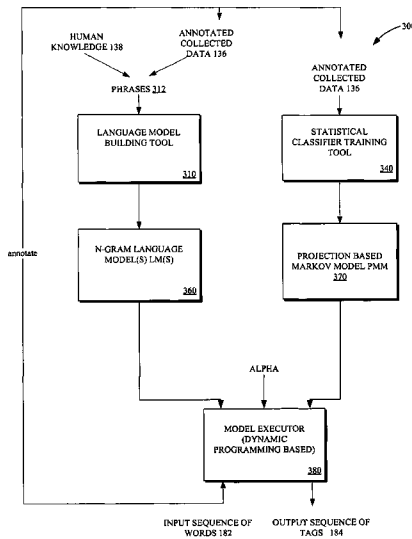 300
HUMAN
KNOWLEDGE 138
ANNOTATED
COLLECTED
DATA 136
ANNOTATED
COLLECTED
DATA 136
PHRASES 312
LANGUAGE MODEL
BUILDING TOOL
310
STATISTICAL
CLASSIFIER TRAINING
TOOL
340
annotate
N-GRAM LANGUAGE
MODEL(S) LM(S)
360
PROJECTION BASED
MARKOV MODEL PMM
370
ALPHA
MODEL EXECUTOR
(DYNAMIC
PROGRAMMING BASED)
380
INPUT SEQUENCE OF
WORDS 182
OUTPUT SEQUENCE OF
TAGS 184